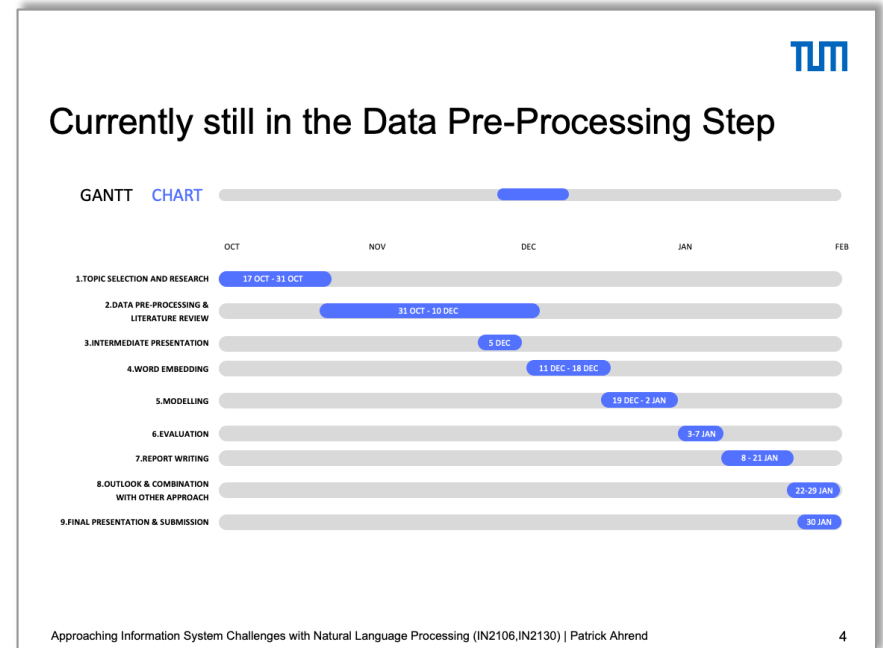 TUM
Currently still in the Data Pre-Processing Step
GANTT CHART
OCT NOV DEC JAN FEB
1.TOPIC SELECTION AND RESEARCH 17 OCT - 31 OCT
2.DATA PRE-PROCESSING &
LITERATURE REVIEW
31 OCT - 10 DEC
3.INTERMEDIATE PRESENTATION 5 DEC
4.WORD EMBEDDING 11 DEC - 18 DEC
5.MODELLING 19 DEC - 2 JAN
6.EVALUATION 3-7 JAN
7.REPORT WRITING 8 - 21 JAN
8.OUTLOOK & COMBINATION
WITH OTHER APPROACH
22-29 JAN
9.FINAL PRESENTATION & SUBMISSION 30 JAN
Approaching Information System Challenges with Natural Language Processing (IN2106,IN2130) | Patrick Ahrend 4